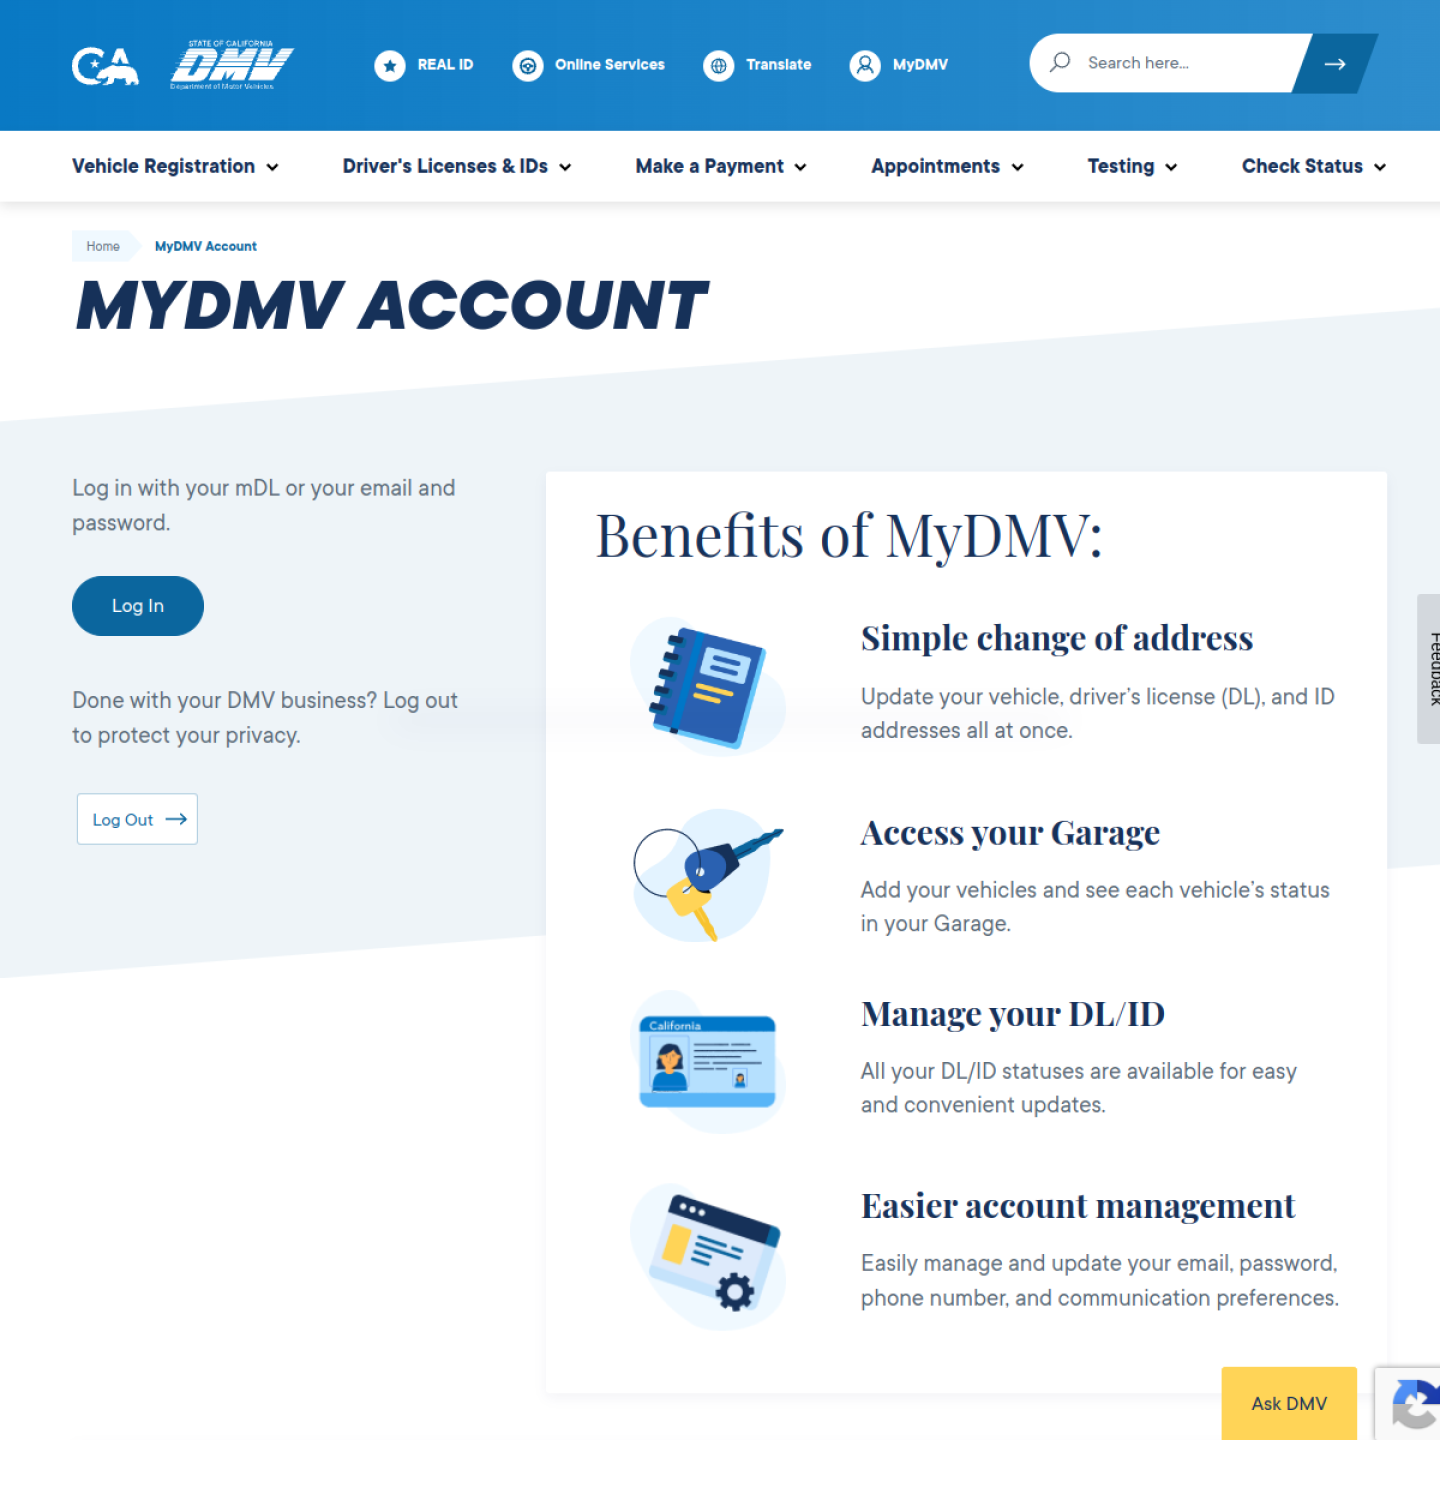 CA
STATE OF CALIFORNIA
DMV
Department of Motor Vehicles
REAL ID
Online Services
Translate
MyDMV
Search here...
Vehicle Registration
Driver's Licenses & IDs
Make a Payment
Appointments
Testing
Check Status
Home
MyDMV Account
MYDMV ACCOUNT
Log in with your mDL or your email and
password.
Log In
Done with your DMV business? Log out
to protect your privacy.
Log Out
Benefits of MyDMV:
Simple change of address
Update your vehicle, driver’s license (DL), and ID
addresses all at once.
Access your Garage
Add your vehicles and see each vehicle’s status
in your Garage.
California
Manage your DL/ID
All your DL/ID statuses are available for easy
and convenient updates.
Easier account management
Easily manage and update your email, password,
phone number, and communication preferences.
Feedback
Ask DMV